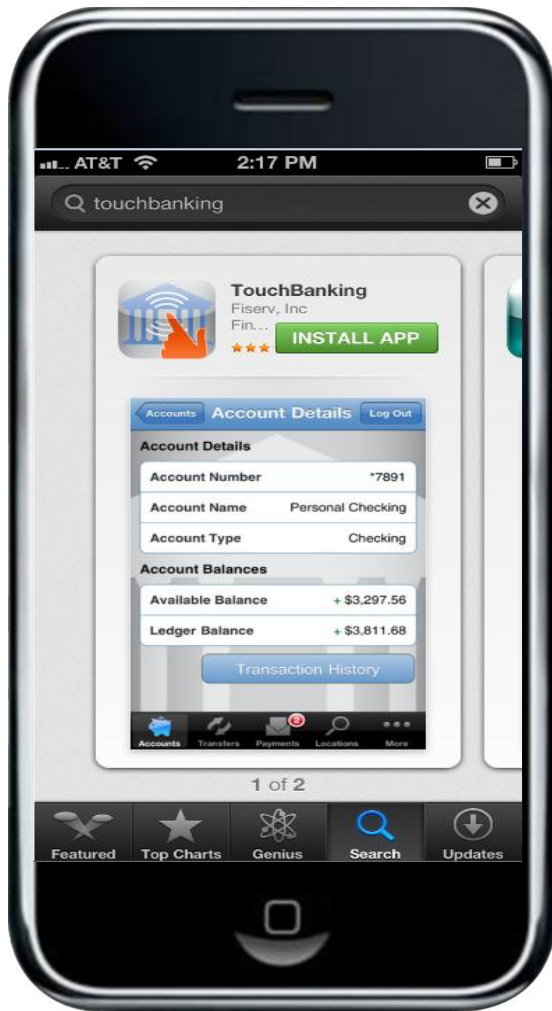 AT&T 2:17 PM
touchbanking
TouchBanking
Fiserv, Inc
Fin...
INSTALL APP
Accounts Account Details Log Out
Account Details
Account Number *7891
Account Name Personal Checking
Account Type Checking
Account Balances
Available Balance + $3,297.56
Ledger Balance + $3,811.68
Transaction History
2
Accounts Transfers Payments Locations More
1 of 2
Featured Top Charts Genius Search Updates